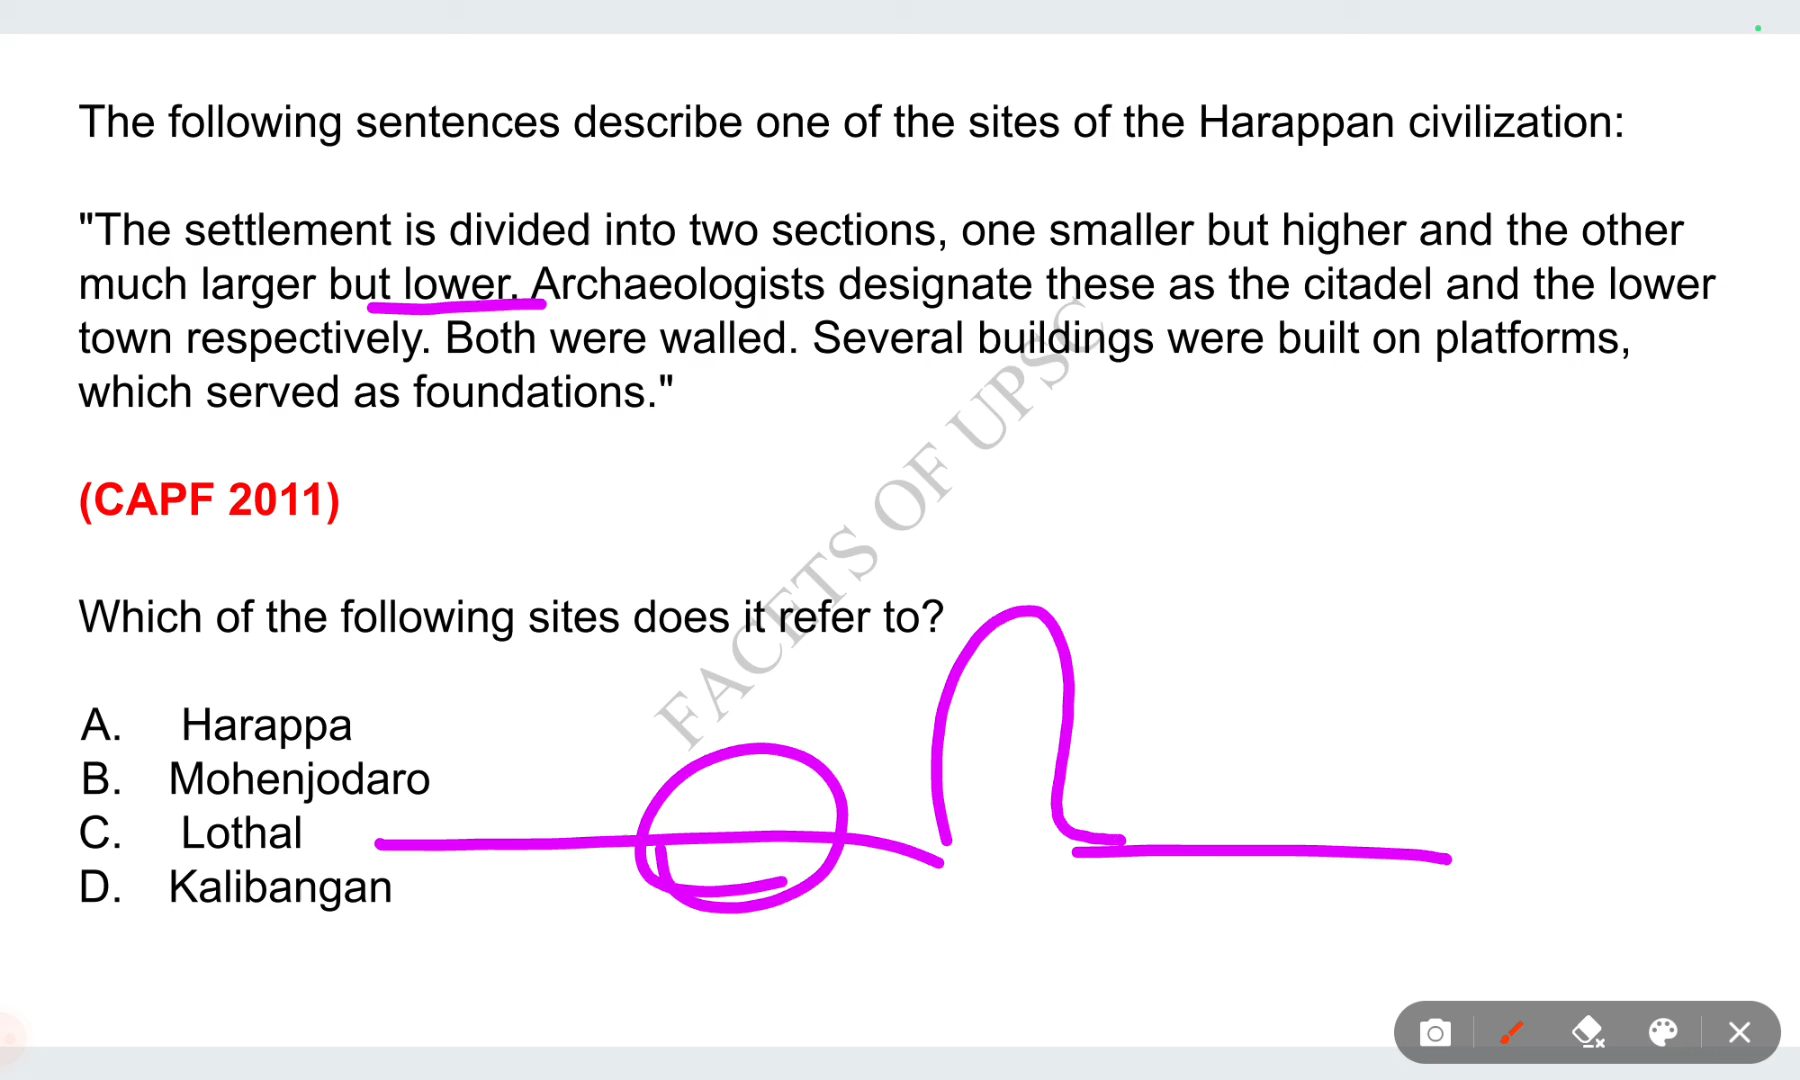 The following sentences describe one of the sites of the Harappan civilization:
"The settlement is divided into two sections, one smaller but higher and the other
much larger but lower. Archaeologists designate these as the citadel and the lower
town respectively. Both were walled. Several buildings were built on platforms,
which served as foundations."
(CAPF 2011)
Which of the following sites does it refer to?
A. Harappa
B. Mohenjodaro
C. Lothal
D. Kalibangan
FACETS OF UPSC